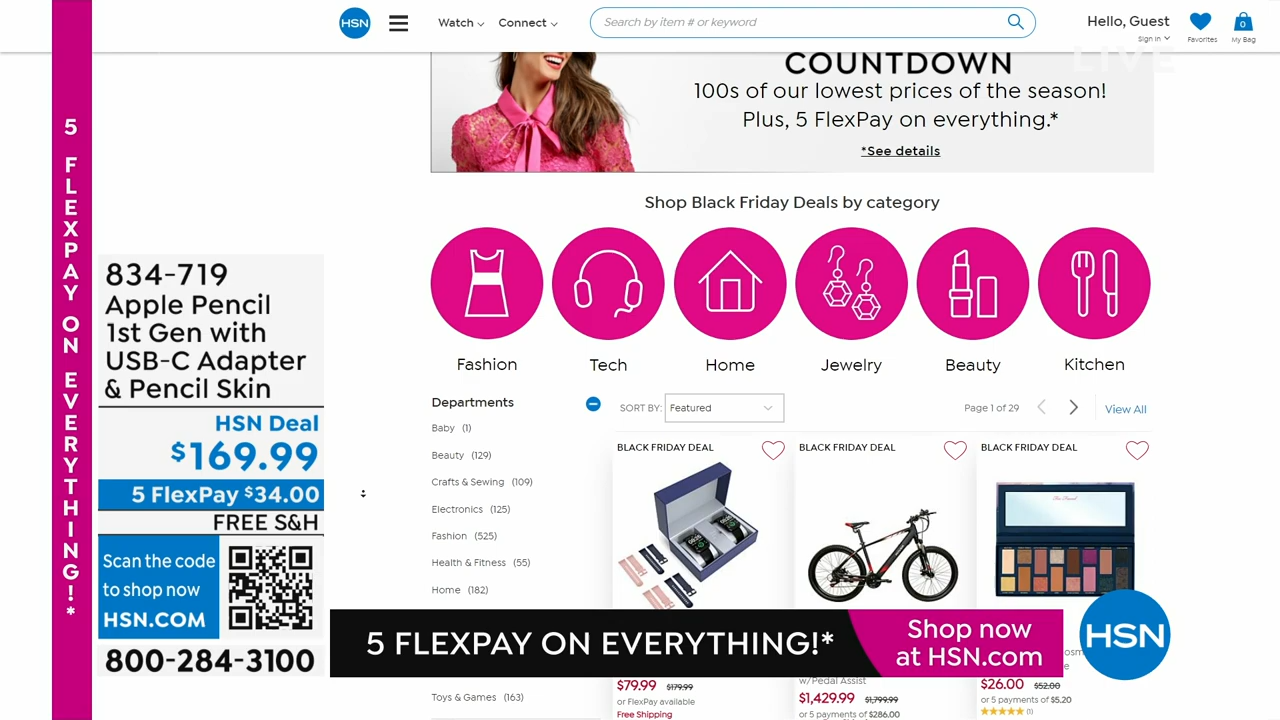 HSN
Watch
Connect
Search by item # or keyword
Hello, Guest
Sign In
Favorites
0
My Bag
LIVE
COUNTDOWN
100s of our lowest prices of the season!
Plus, 5 FlexPay on everything.*
*See details
5 FLEXPAY ON EVERYTHING!*
Shop Black Friday Deals by category
Fashion
Tech
Home
Jewelry
Beauty
Kitchen
834-719
Apple Pencil
1st Gen with
USB-C Adapter
& Pencil Skin
HSN Deal
$169.99
5 FlexPay $34.00
FREE S&H
Scan the code
to shop now
HSN.COM
800-284-3100
Departments
Baby (1)
Beauty (129)
Crafts & Sewing (109)
Electronics (125)
Fashion (525)
Health & Fitness (55)
Home (182)
Toys & Games (163)
SORT BY: Featured
Page 1 of 29
View All
BLACK FRIDAY DEAL
BLACK FRIDAY DEAL
BLACK FRIDAY DEAL
5 FLEXPAY ON EVERYTHING!*
Shop now
at HSN.com
HSN
$79.99 $179.99
or FlexPay available
Free Shipping
w/Pedal Assist
$1,429.99 $1,799.99
or 5 payments of $286.00
$26.00 $52.00
or 5 payments of $5.20
(1)